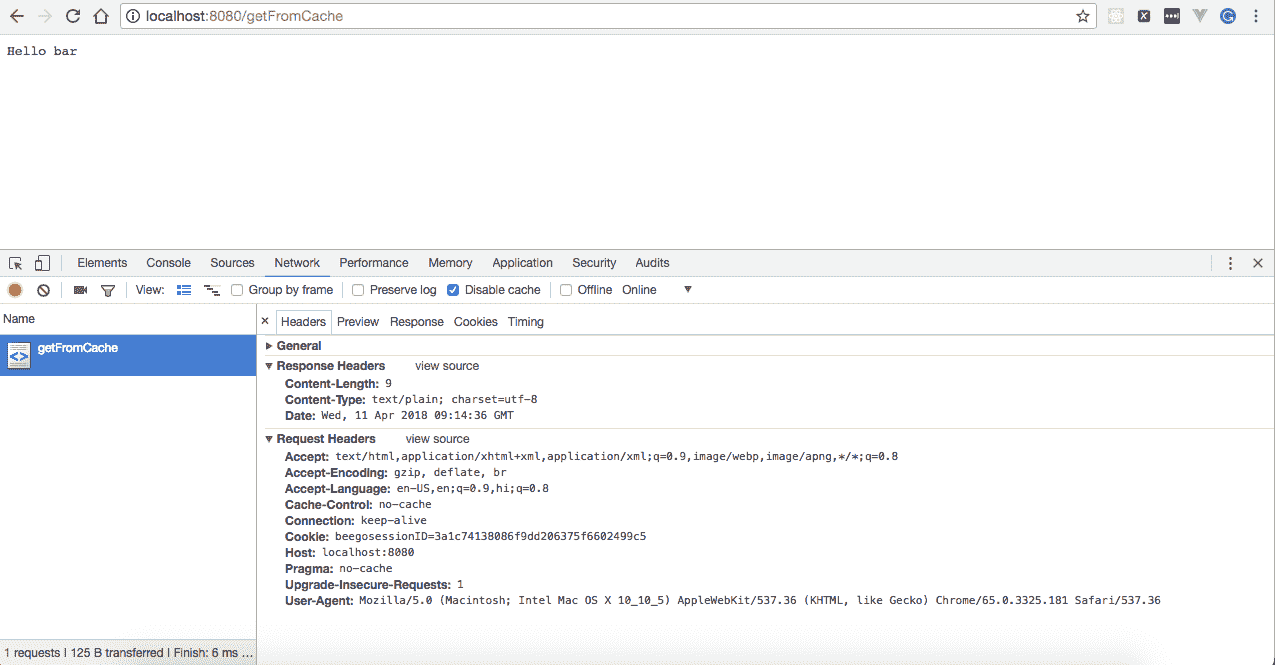 localhost:8080/getFromCache
Hello bar
Elements Console Sources Network Performance Memory Application Security Audits
View: Group by frame Preserve log Disable cache Offline Online
Name
Headers Preview Response Cookies Timing
getFromCache
General
Response Headers view source
Content-Length: 9
Content-Type: text/plain; charset=utf-8
Date: Wed, 11 Apr 2018 09:14:36 GMT
Request Headers view source
Accept: text/html,application/xhtml+xml,application/xml;q=0.9,image/webp,image/apng,*/*;q=0.8
Accept-Encoding: gzip, deflate, br
Accept-Language: en-US,en;q=0.9,hi;q=0.8
Cache-Control: no-cache
Connection: keep-alive
Cookie: beegosessionID=3a1c74138086f9dd206375f6602499c5
Host: localhost:8080
Pragma: no-cache
Upgrade-Insecure-Requests: 1
User-Agent: Mozilla/5.0 (Macintosh; Intel Mac OS X 10_10_5) AppleWebKit/537.36 (KHTML, like Gecko) Chrome/65.0.3325.181 Safari/537.36
1 requests | 125 B transferred | Finish: 6 ms ...